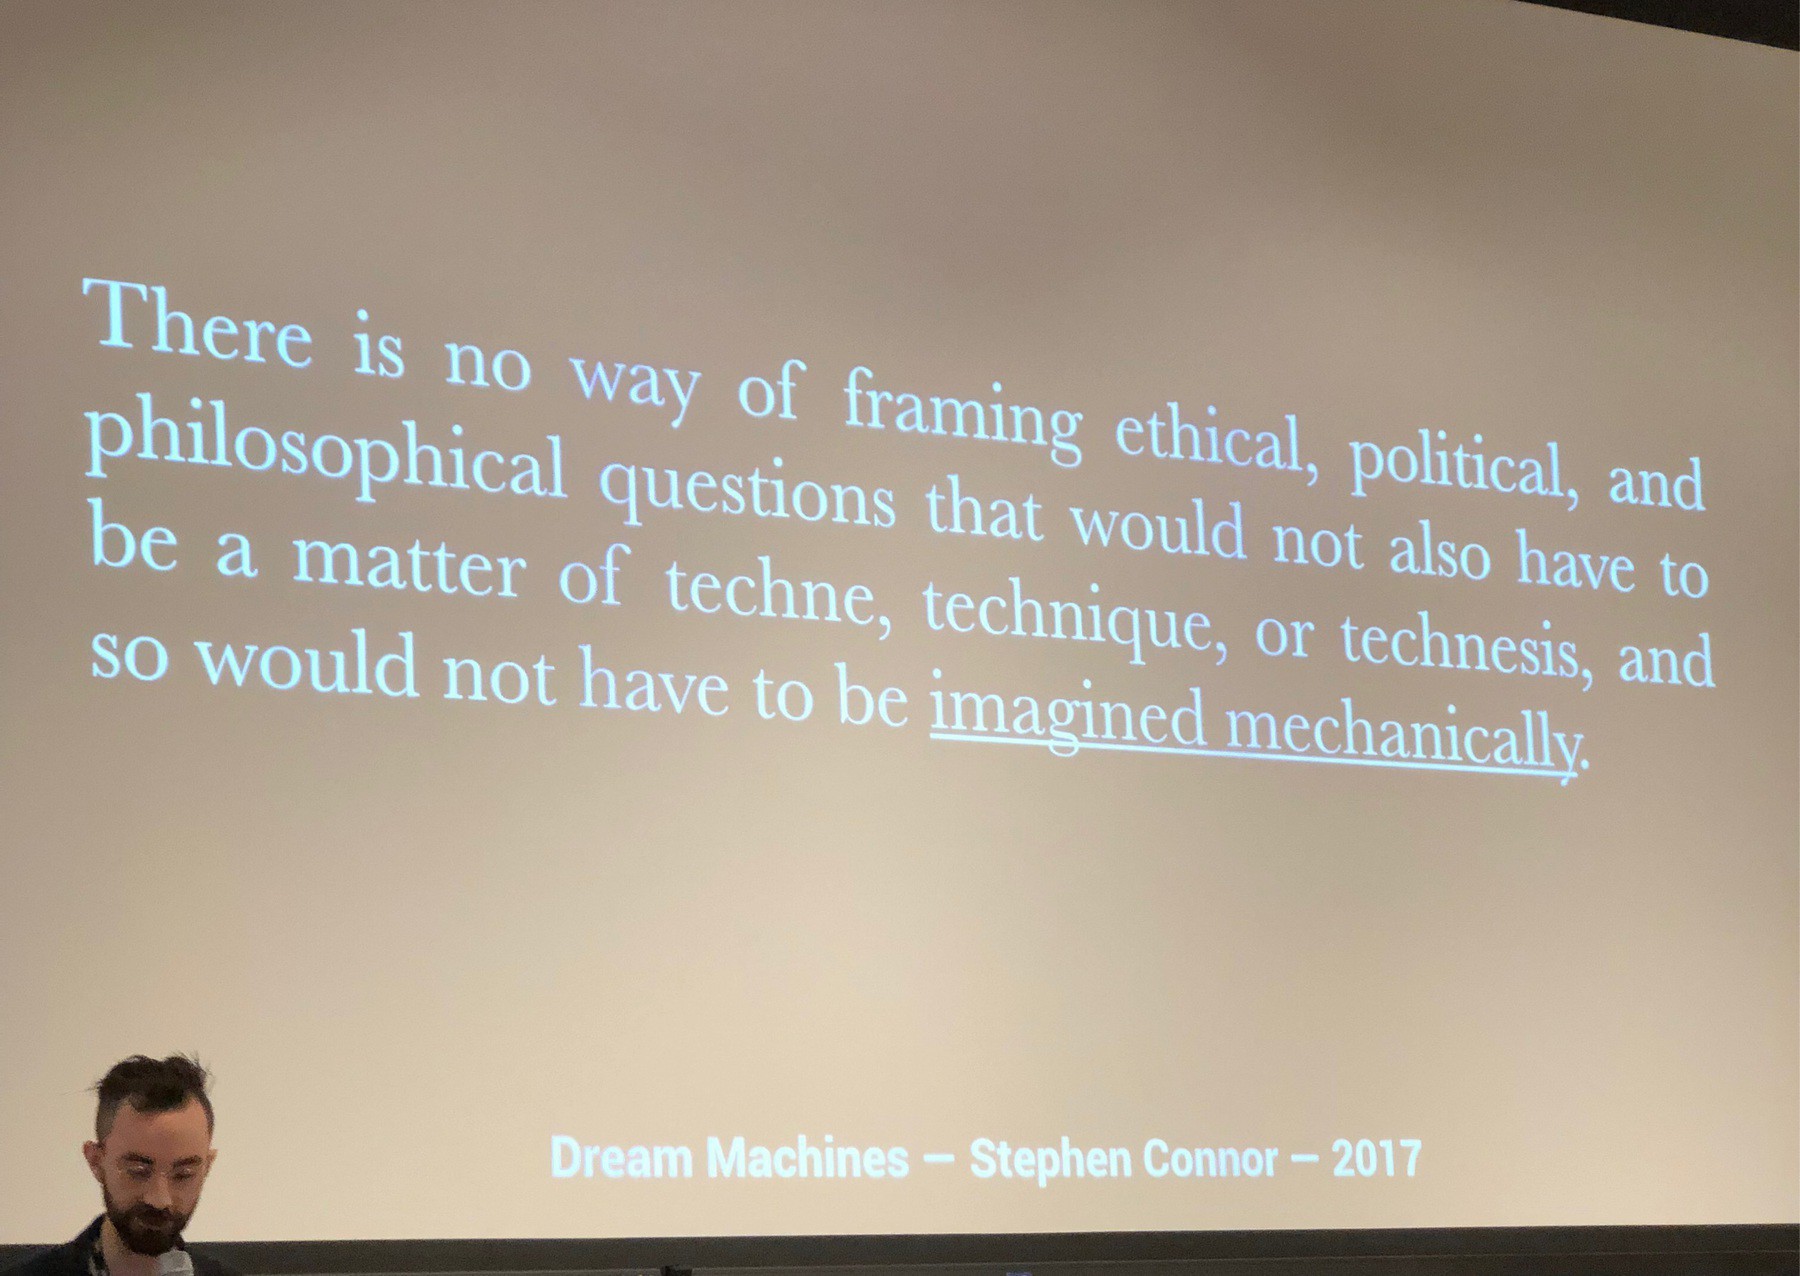 There is no way of framing ethical, political, and
philosophical questions that would not also have to
be a matter of techne, technique, or technesis, and
so would not have to be imagined mechanically.
Dream Machines – Stephen Connor – 2017